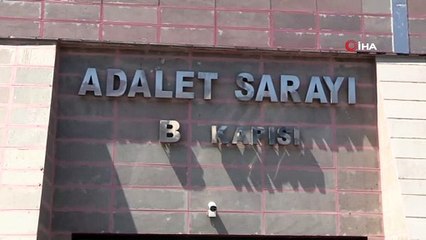 İHA
ADALET SARAYI
B KAPISI